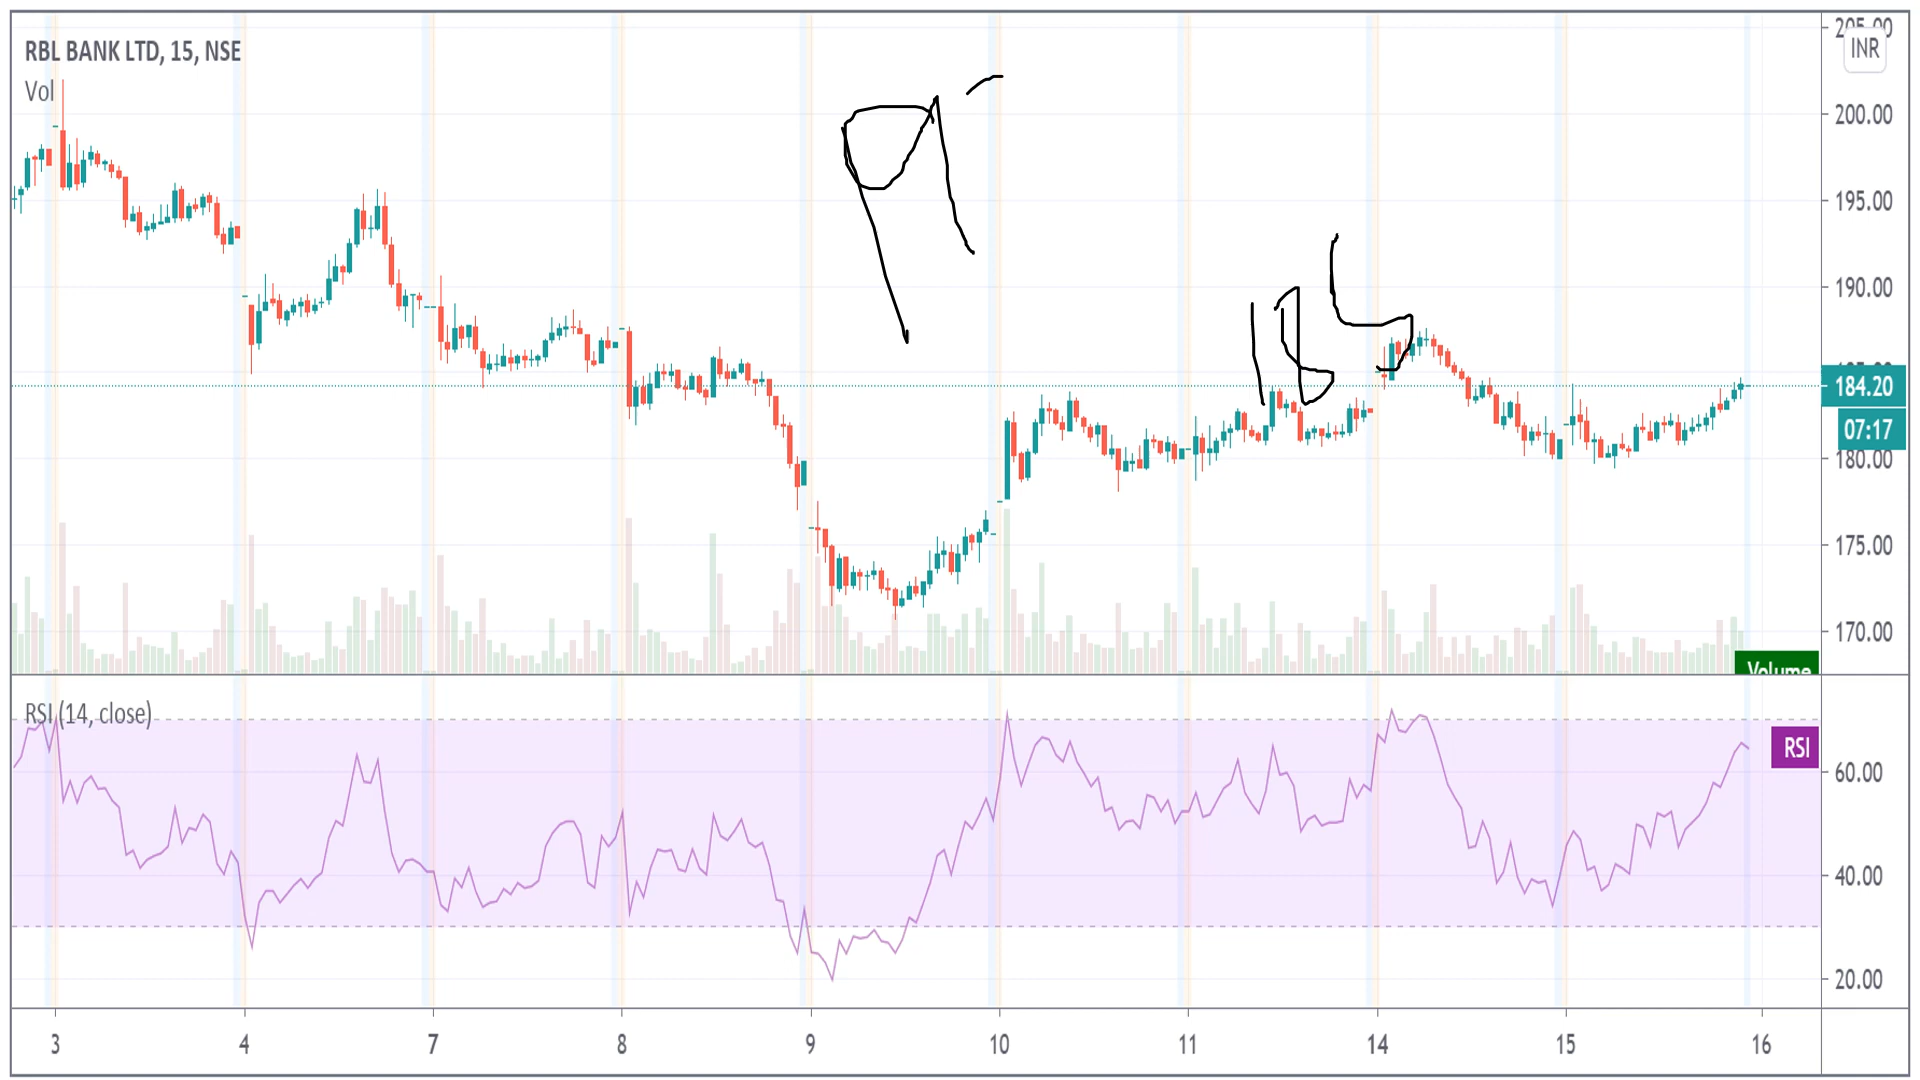 RBL BANK LTD, 15, NSE
Vol
INR
200.00
195.00
190.00
184.20
07:17
180.00
175.00
170.00
Volume
RSI (14, close)
RSI
60.00
40.00
20.00
3 4 7 8 9 10 11 14 15 16